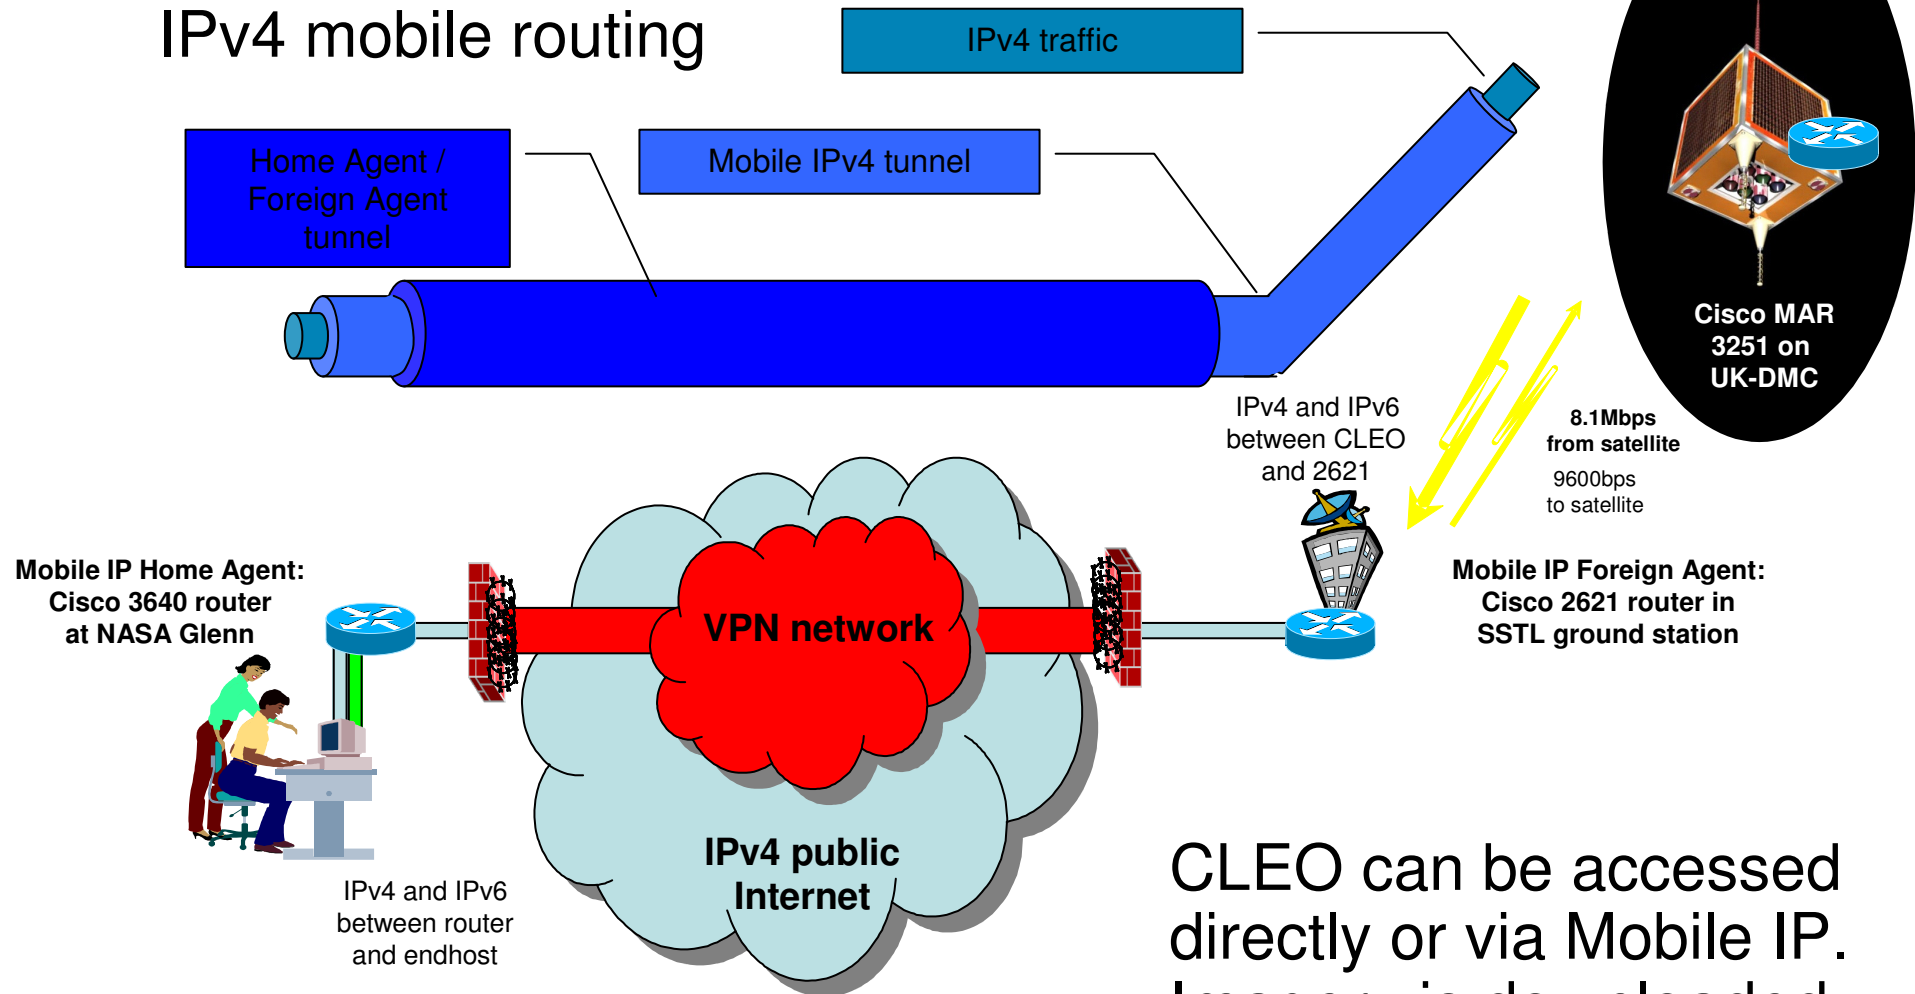 IPv4 mobile routing
IPv4 traffic
Home Agent /
Foreign Agent
tunnel
Mobile IPv4 tunnel
Cisco MAR
3251 on
UK-DMC
IPv4 and IPv6
between CLEO
and 2621
8.1Mbps
from satellite
9600bps
to satellite
Mobile IP Home Agent:
Cisco 3640 router
at NASA Glenn
VPN network
Mobile IP Foreign Agent:
Cisco 2621 router in
SSTL ground station
IPv4 public
Internet
IPv4 and IPv6
between router
and endhost
CLEO can be accessed
directly or via Mobile IP.
Imagery is downloaded